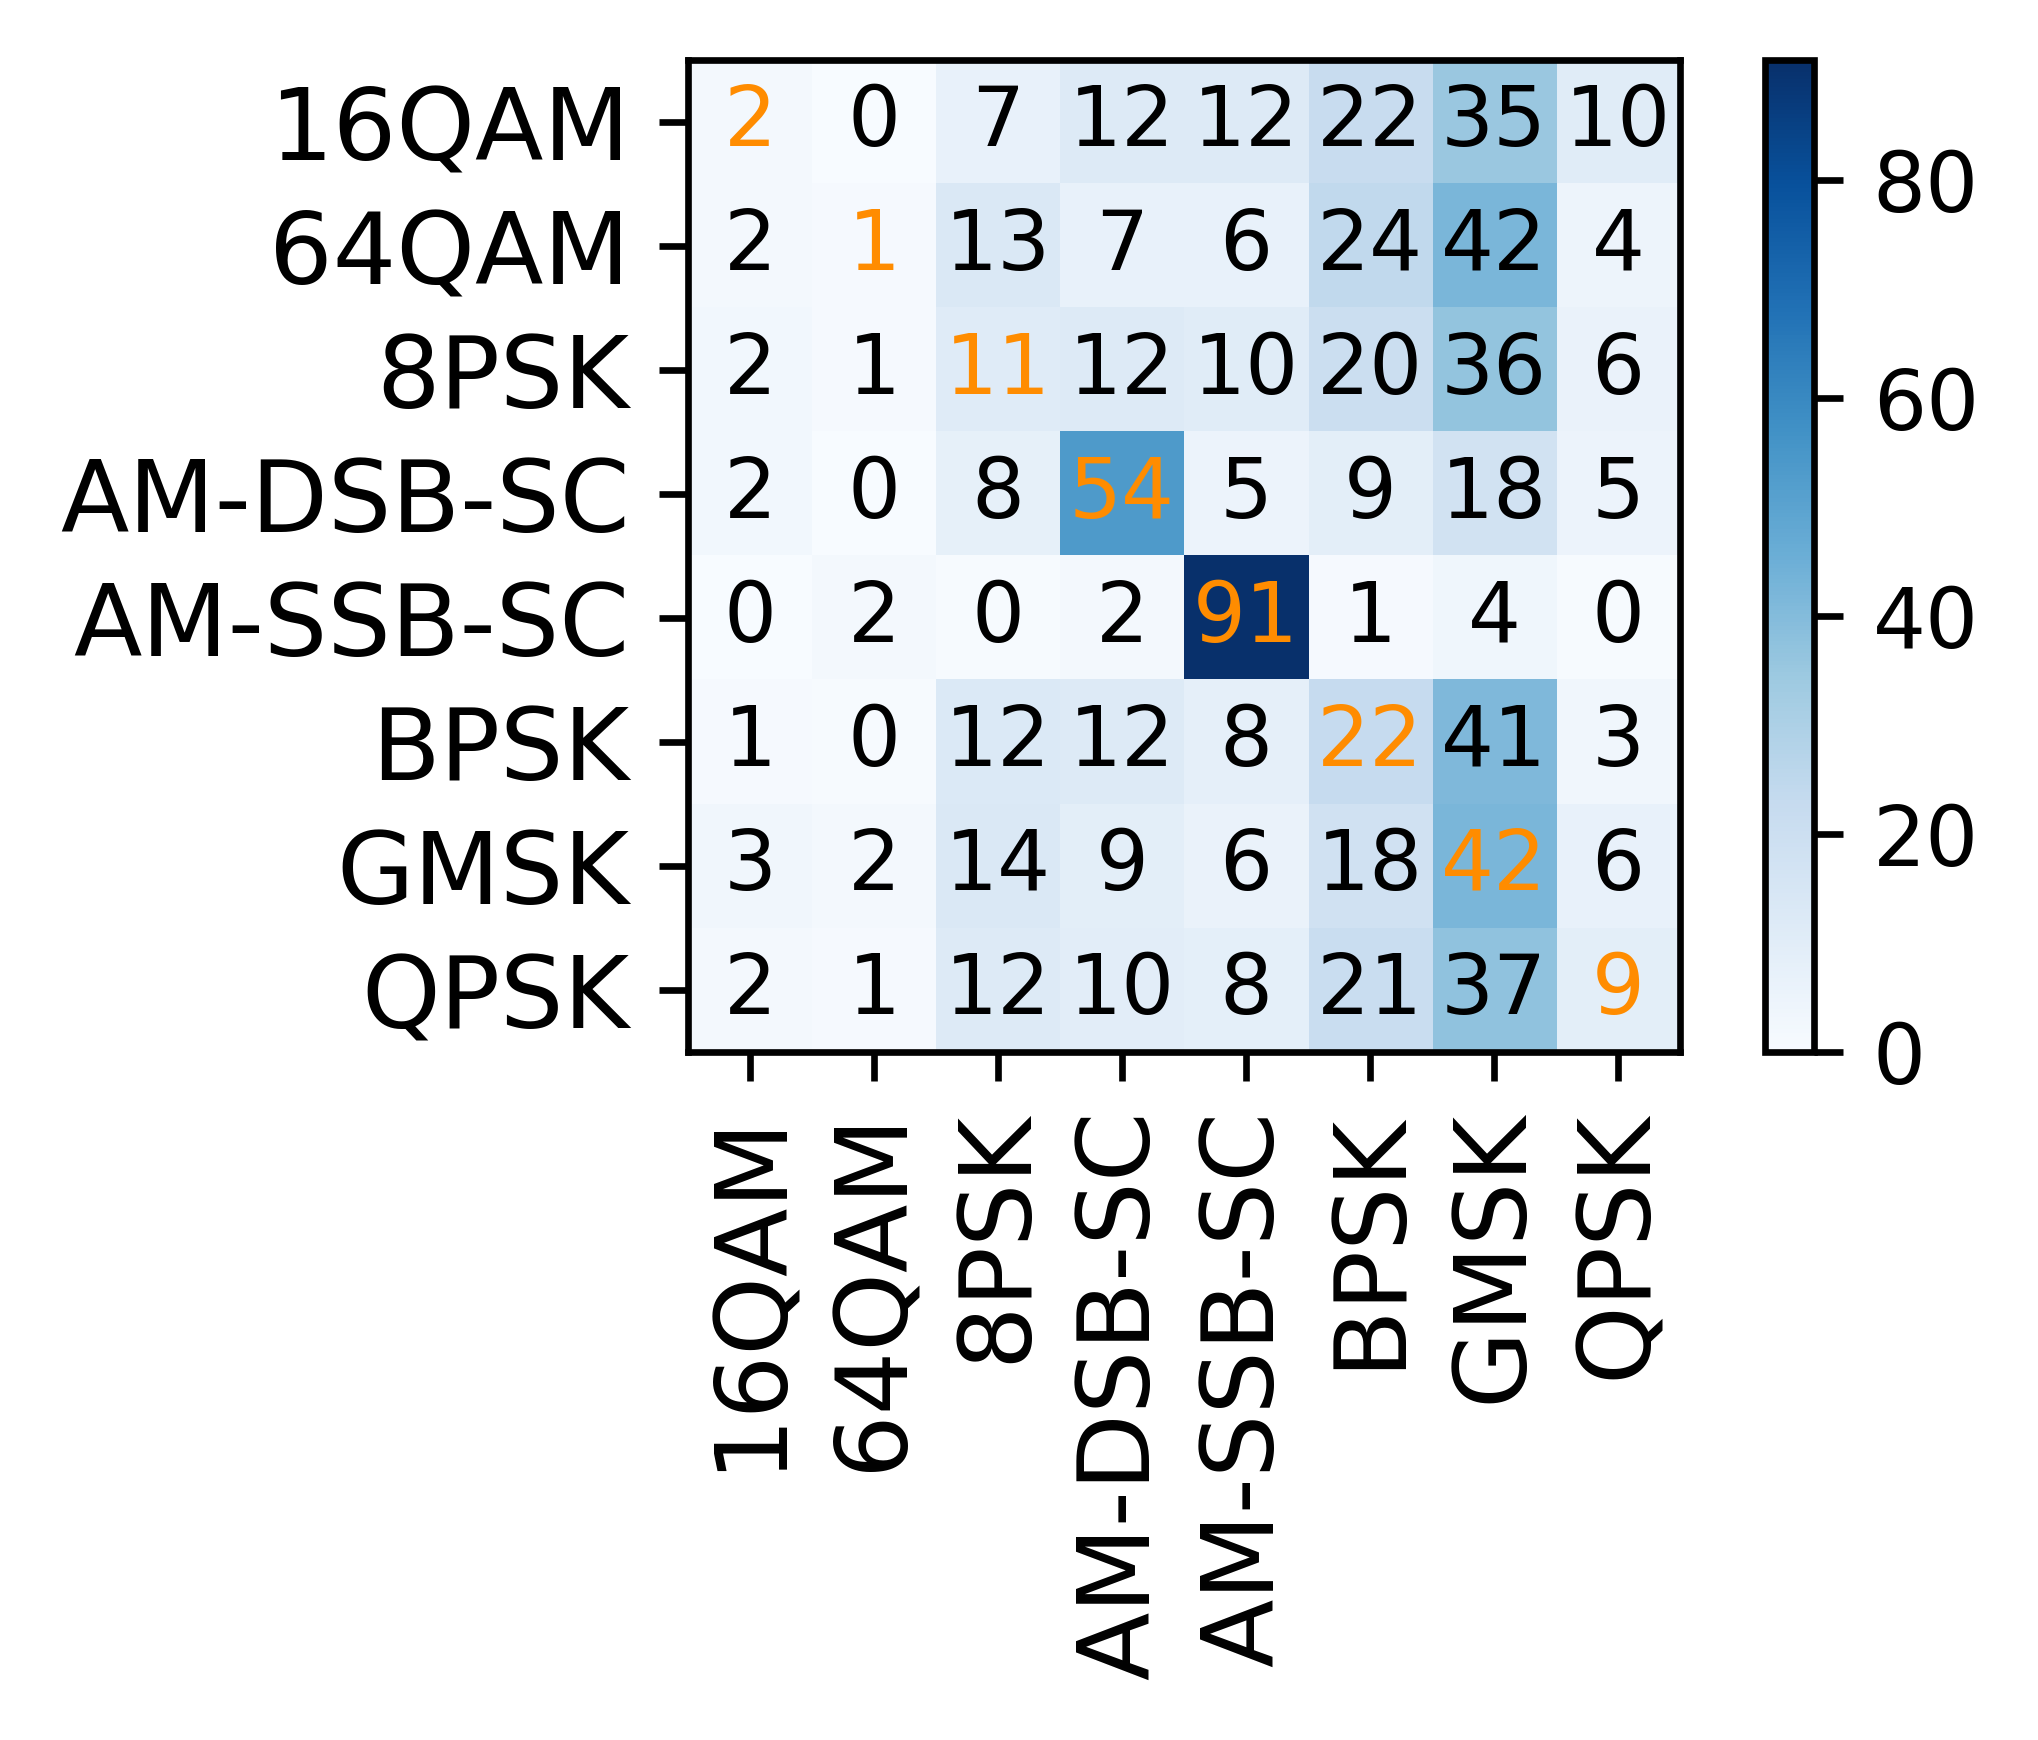 16QAM 2 0 7 12 12 22 35 10
64QAM 2 1 13 7 6 24 42 4
8PSK 2 1 11 12 10 20 36 6
AM-DSB-SC 2 0 8 54 5 9 18 5
AM-SSB-SC 0 2 0 2 91 1 4 0
BPSK 1 0 12 12 8 22 41 3
GMSK 3 2 14 9 6 18 42 6
QPSK 2 1 12 10 8 21 37 9
16QAM 64QAM 8PSK AM-DSB-SC AM-SSB-SC BPSK GMSK QPSK
80
60
40
20
0